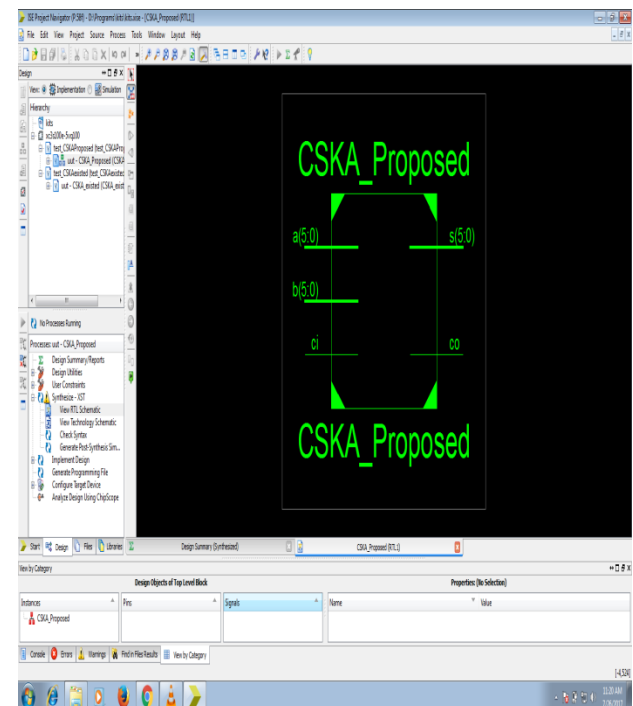 ISE Project Navigator (P.58f) - D:\Programs\kits\kits.xise - [CSKA_Proposed (RTL1)]
File Edit View Project Source Process Tools Window Layout Help
Design
View: Implementation Simulation
Hierarchy
kits
xc3s100e-5vq100
test_CSKAProposed (test_CSKAPro
uut - CSKA_Proposed (CSKA
test_CSKAexisted (test_CSKAexisted
uut - CSKA_existed (CSKA_exist
No Processes Running
Processes: uut - CSKA_Proposed
Design Summary/Reports
Design Utilities
User Constraints
Synthesize - XST
View RTL Schematic
View Technology Schematic
Check Syntax
Generate Post-Synthesis Sim...
Implement Design
Generate Programming File
Configure Target Device
Analyze Design Using ChipScope
CSKA_Proposed
a(5:0) s(5:0)
b(5:0)
ci co
CSKA_Proposed
Start Design Files Libraries
Design Summary (Synthesized) CSKA_Proposed (RTL1)
View by Category
Design Objects of Top Level Block Properties: (No Selection)
Instances Pins Signals Name Value
CSKA_Proposed
Console Errors Warnings Find in Files Results View by Category
[-4,524]
11:20 AM